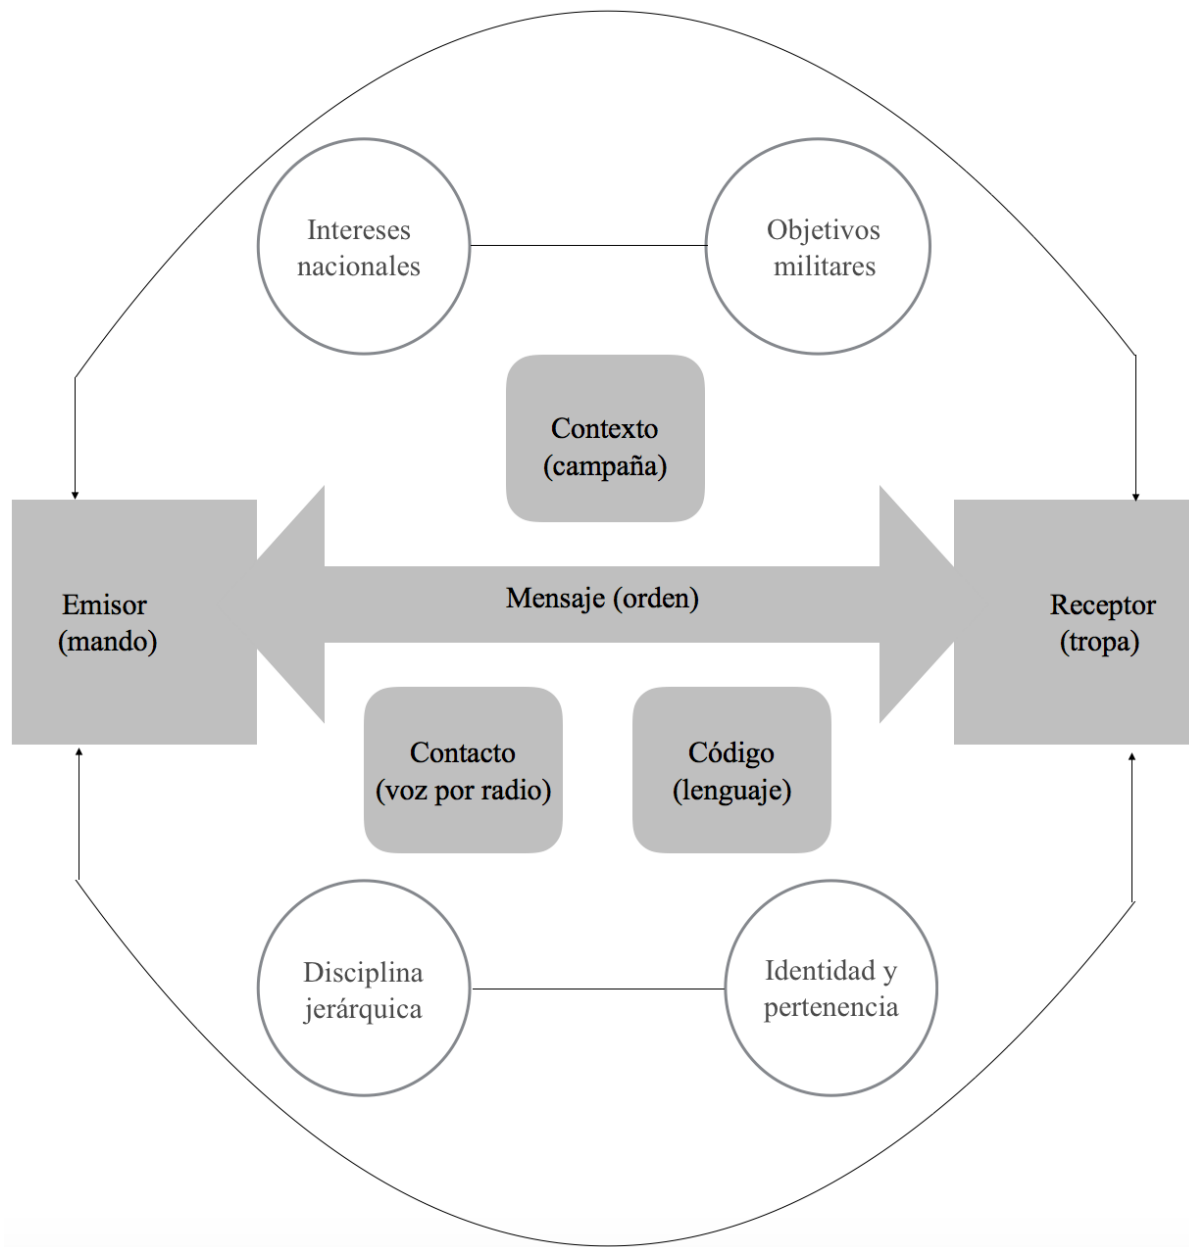 Intereses
nacionales
Objetivos
militares
Contexto
(campaña)
Emisor
(mando)
Mensaje (orden)
Receptor
(tropa)
Contacto
(voz por radio)
Código
(lenguaje)
Disciplina
jerárquica
Identidad y
pertenencia